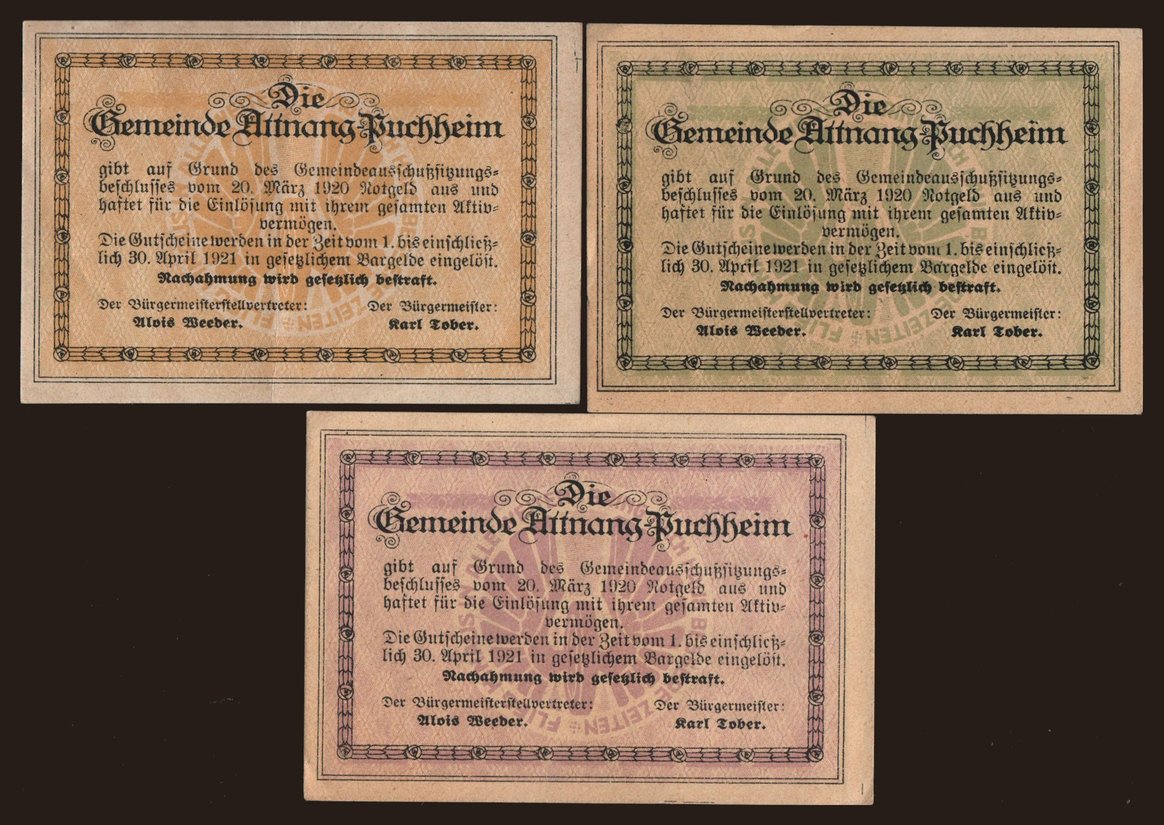 Die
Gemeinde Attnang-Puchheim
gibt auf Grund des Gemeindeausschußsitzungs-
beschlusses vom 20. März 1920 Notgeld aus und
haftet für die Einlösung mit ihrem gesamten Aktiv-
vermögen.
Die Gutscheine werden in der Zeit vom 1. bis einschließ-
lich 30. April 1921 in gesetzlichem Bargelde eingelöst.
Nachahmung wird gesetzlich bestraft.
Der Bürgermeisterstellvertreter: Der Bürgermeister:
Alois Weeder. Karl Tober.
Die
Gemeinde Attnang-Puchheim
gibt auf Grund des Gemeindeausschußsitzungs-
beschlusses vom 20. März 1920 Notgeld aus und
haftet für die Einlösung mit ihrem gesamten Aktiv-
vermögen.
Die Gutscheine werden in der Zeit vom 1. bis einschließ-
lich 30. April 1921 in gesetzlichem Bargelde eingelöst.
Nachahmung wird gesetzlich bestraft.
Der Bürgermeisterstellvertreter: Der Bürgermeister:
Alois Weeder. Karl Tober.
Die
Gemeinde Attnang-Puchheim
gibt auf Grund des Gemeindeausschußsitzungs-
beschlusses vom 20. März 1920 Notgeld aus und
haftet für die Einlösung mit ihrem gesamten Aktiv-
vermögen.
Die Gutscheine werden in der Zeit vom 1. bis einschließ-
lich 30. April 1921 in gesetzlichem Bargelde eingelöst.
Nachahmung wird gesetzlich bestraft.
Der Bürgermeisterstellvertreter: Der Bürgermeister:
Alois Weeder. Karl Tober.